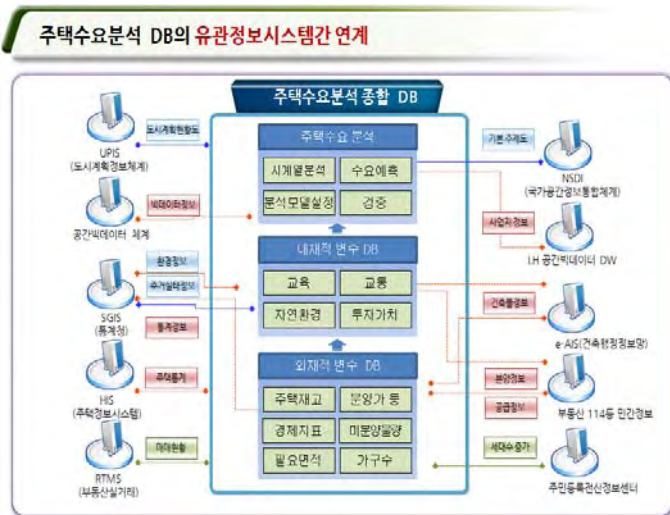 주택수요분석 DB의 유관정보시스템간 연계
주택수요분석 종합 DB
도시계획현황도
UPIS
(도시계획정보체계)
빅데이터정보
공간빅데이터 체계
환경정보
주거실태정보
SGIS
(통계청)
통계정보
주택통계
HIS
(주택정보시스템)
매매현황
RTMS
(부동산실거래)
주택수요 분석
시계열분석
수요예측
분석모델설정
검증
내재적 변수 DB
교육
교통
자연환경
투자가치
외재적 변수 DB
주택재고
분양가 등
경제지표
미분양물량
필요면적
가구수
기본 주제도
NSDI
(국가공간정보통합체계)
사업지정보
LH 공간빅데이터 DW
건축물정보
e-AIS(건축행정정보망)
분양정보
부동산 114등 민간정보
공급정보
세대수 증가
주민등록전산정보센터